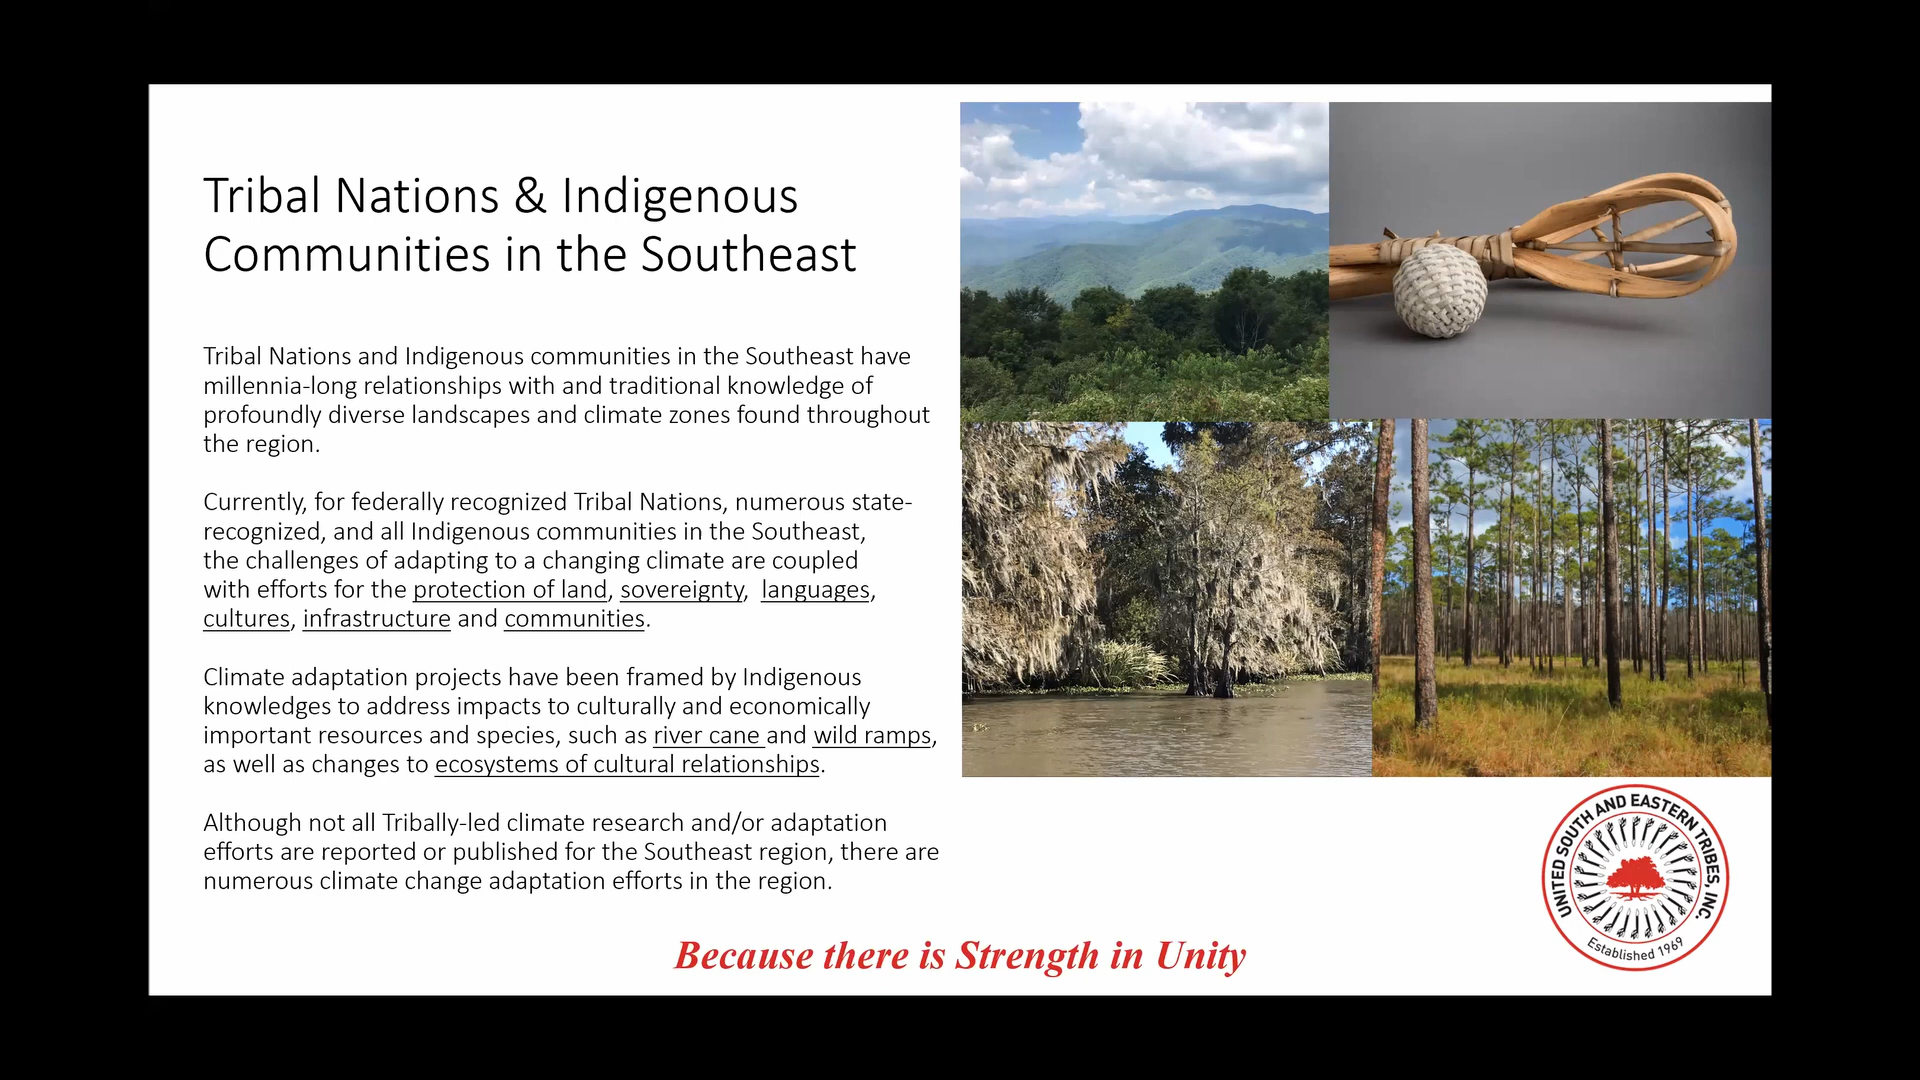 Tribal Nations & Indigenous
Communities in the Southeast
Tribal Nations and Indigenous communities in the Southeast have
millennia-long relationships with and traditional knowledge of
profoundly diverse landscapes and climate zones found throughout
the region.
Currently, for federally recognized Tribal Nations, numerous state-
recognized, and all Indigenous communities in the Southeast,
the challenges of adapting to a changing climate are coupled
with efforts for the protection of land, sovereignty, languages,
cultures, infrastructure and communities.
Climate adaptation projects have been framed by Indigenous
knowledges to address impacts to culturally and economically
important resources and species, such as river cane and wild ramps,
as well as changes to ecosystems of cultural relationships.
Although not all Tribally-led climate research and/or adaptation
efforts are reported or published for the Southeast region, there are
numerous climate change adaptation efforts in the region.
UNITED SOUTH AND EASTERN TRIBES, INC.
Established 1969
Because there is Strength in Unity